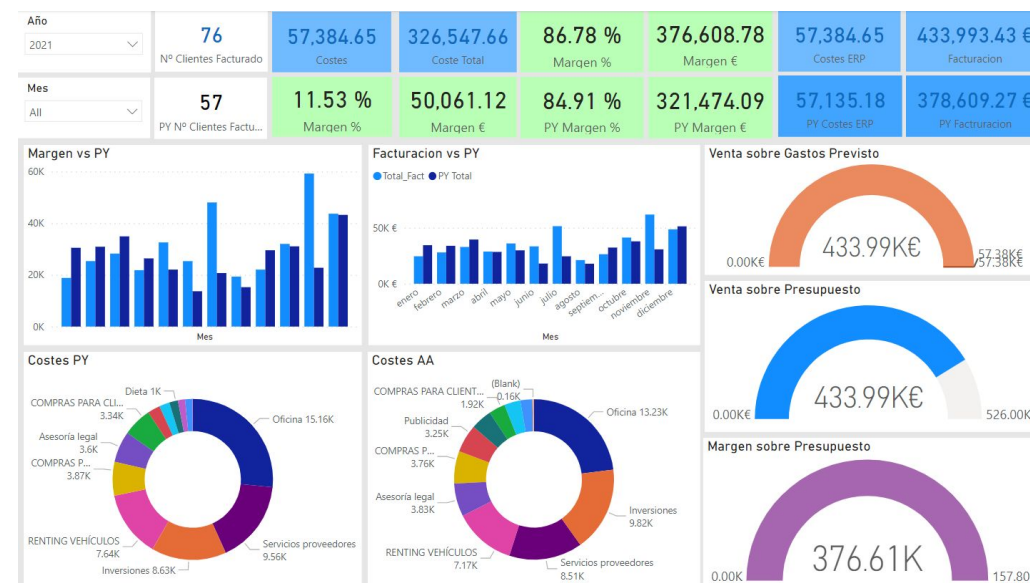 Año
2021
Mes
All
76
Nº Clientes Facturado
57,384.65
Costes
326,547.66
Coste Total
86.78 %
Margen %
376,608.78
Margen €
57,384.65
Costes ERP
433,993.43 €
Facturacion
57
PY Nº Clientes Factu...
11.53 %
Margen %
50,061.12
Margen €
84.91 %
PY Margen %
321,474.09
PY Margen €
57,135.18
PY Costes ERP
378,609.27 €
PY Factruracion
Margen vs PY
60K
40K
20K
0K
Mes
Facturacion vs PY
Total_Fact PY Total
50K €
0K €
enero
febrero
marzo
abril
mayo
junio
julio
agosto
septiem...
octubre
noviembre
diciembre
Mes
Venta sobre Gastos Previsto
433.99K€
0.00K€
57.38K€
57.38K€
Venta sobre Presupuesto
433.99K€
0.00K€
526.00K
Margen sobre Presupuesto
376.61K
0.00K
157.80
Costes PY
Dieta 1K
COMPRAS PARA CLI...
3.34K
Asesoría legal
3.6K
COMPRAS P...
3.87K
RENTING VEHÍCULOS
7.64K
Inversiones 8.63K
Servicios proveedores
9.56K
Oficina 15.16K
Costes AA
(Blank)
0.16K
COMPRAS PARA CLIENT...
1.92K
Publicidad
3.25K
COMPRAS P...
3.76K
Asesoría legal
3.83K
RENTING VEHÍCULOS
7.17K
Servicios proveedores
8.51K
Inversiones
9.82K
Oficina 13.23K